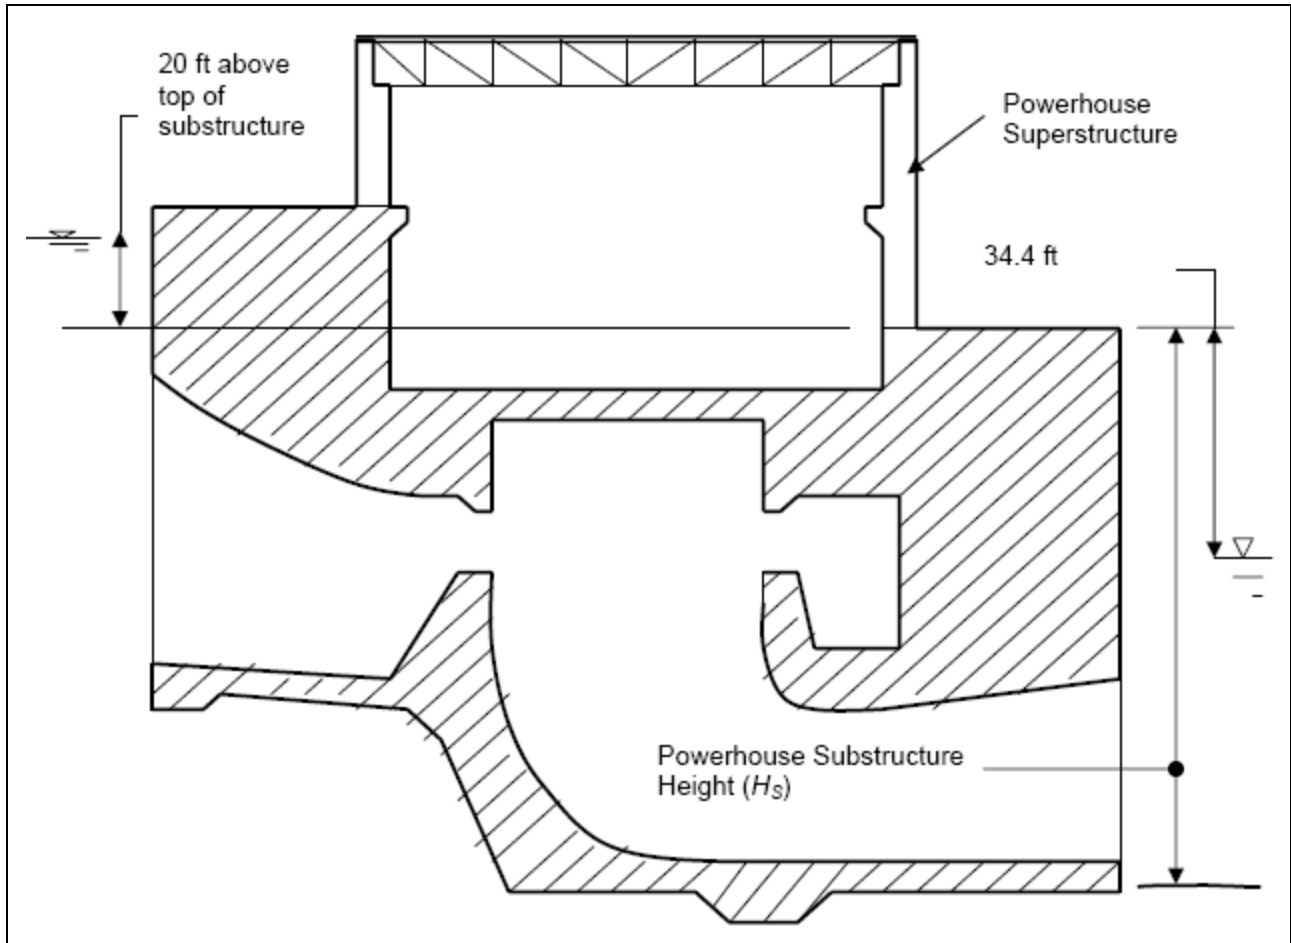 20 ft above
top of
substructure
Powerhouse
Superstructure
34.4 ft
Powerhouse Substructure
Height (HS)